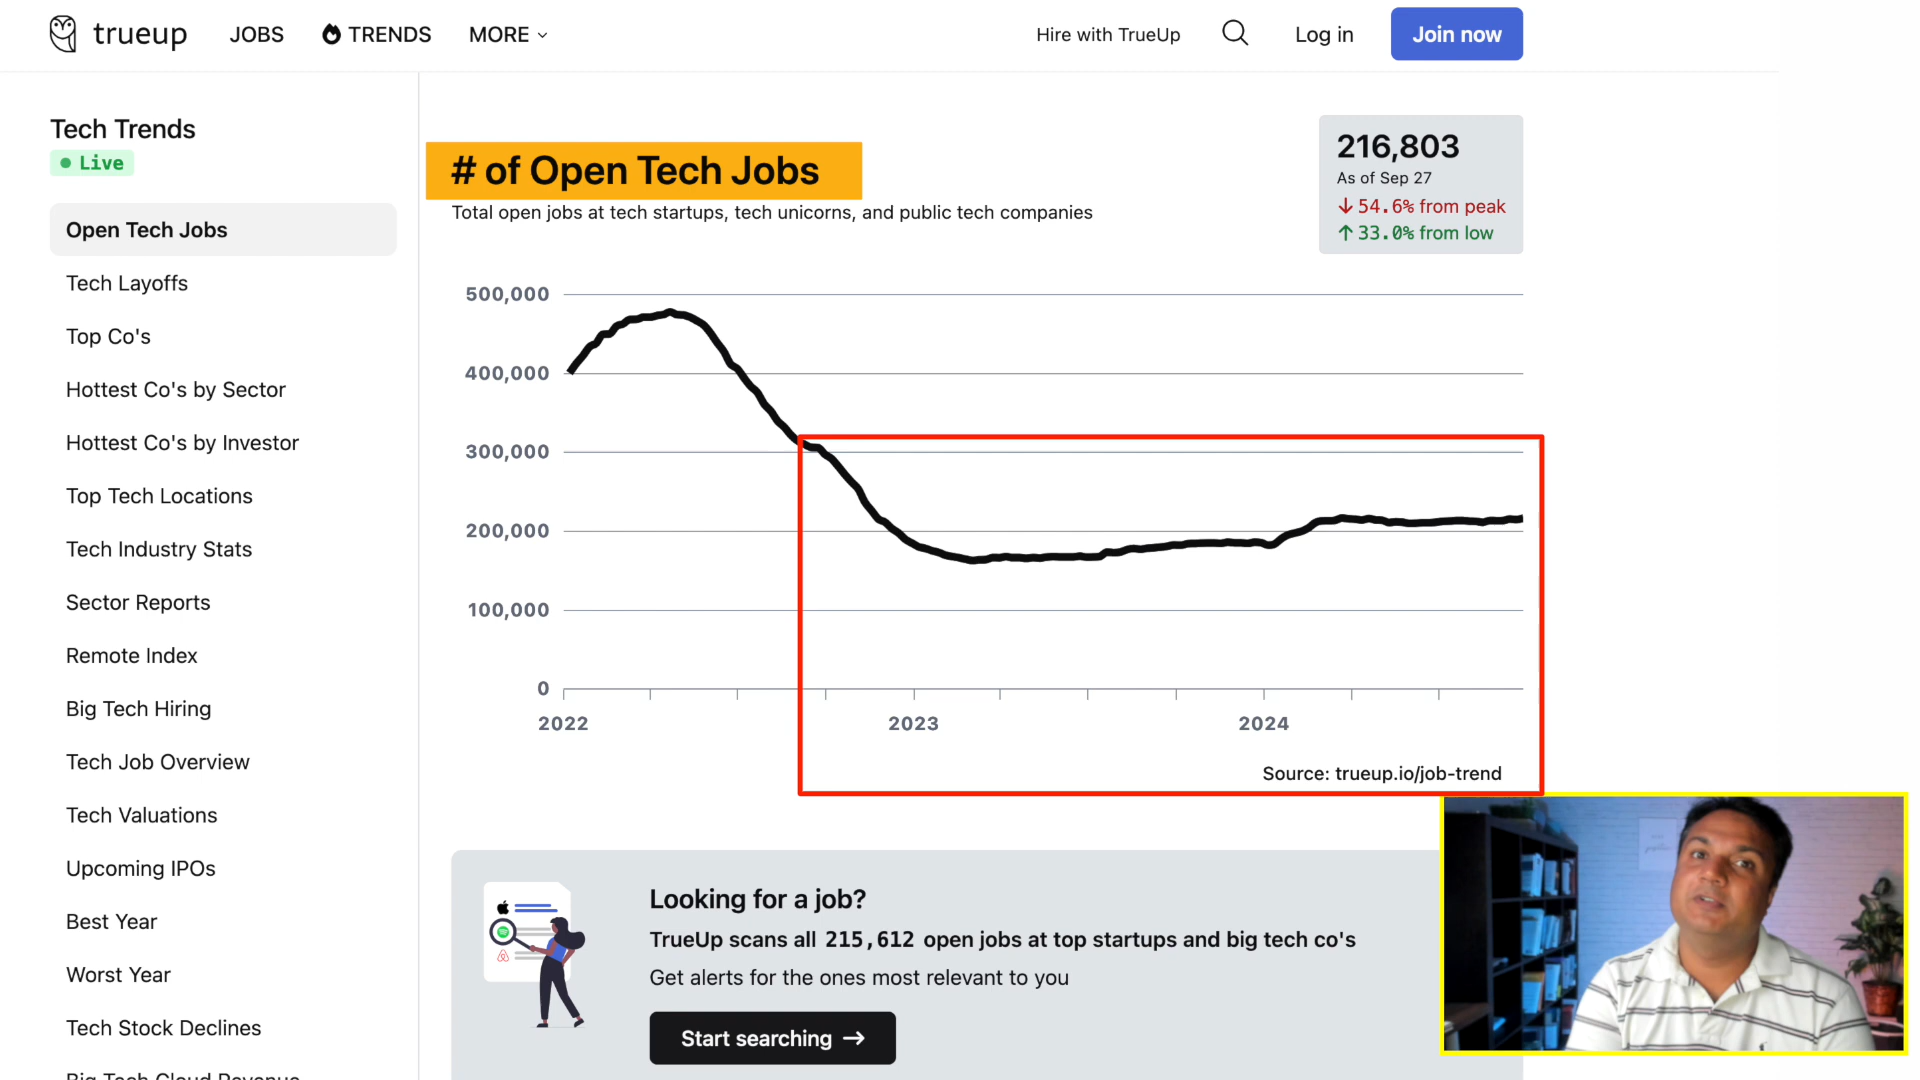 trueup
JOBS
TRENDS
MORE
Hire with TrueUp
Log in
Join now
Tech Trends
Live
Open Tech Jobs
Tech Layoffs
Top Co's
Hottest Co's by Sector
Hottest Co's by Investor
Top Tech Locations
Tech Industry Stats
Sector Reports
Remote Index
Big Tech Hiring
Tech Job Overview
Tech Valuations
Upcoming IPOs
Best Year
Worst Year
Tech Stock Declines
Big Tech Cloud Revenue
# of Open Tech Jobs
Total open jobs at tech startups, tech unicorns, and public tech companies
216,803
As of Sep 27
↓ 54.6% from peak
↑ 33.0% from low
500,000
400,000
300,000
200,000
100,000
0
2022
2023
2024
Source: trueup.io/job-trend
Looking for a job?
TrueUp scans all 215,612 open jobs at top startups and big tech co's
Get alerts for the ones most relevant to you
Start searching →